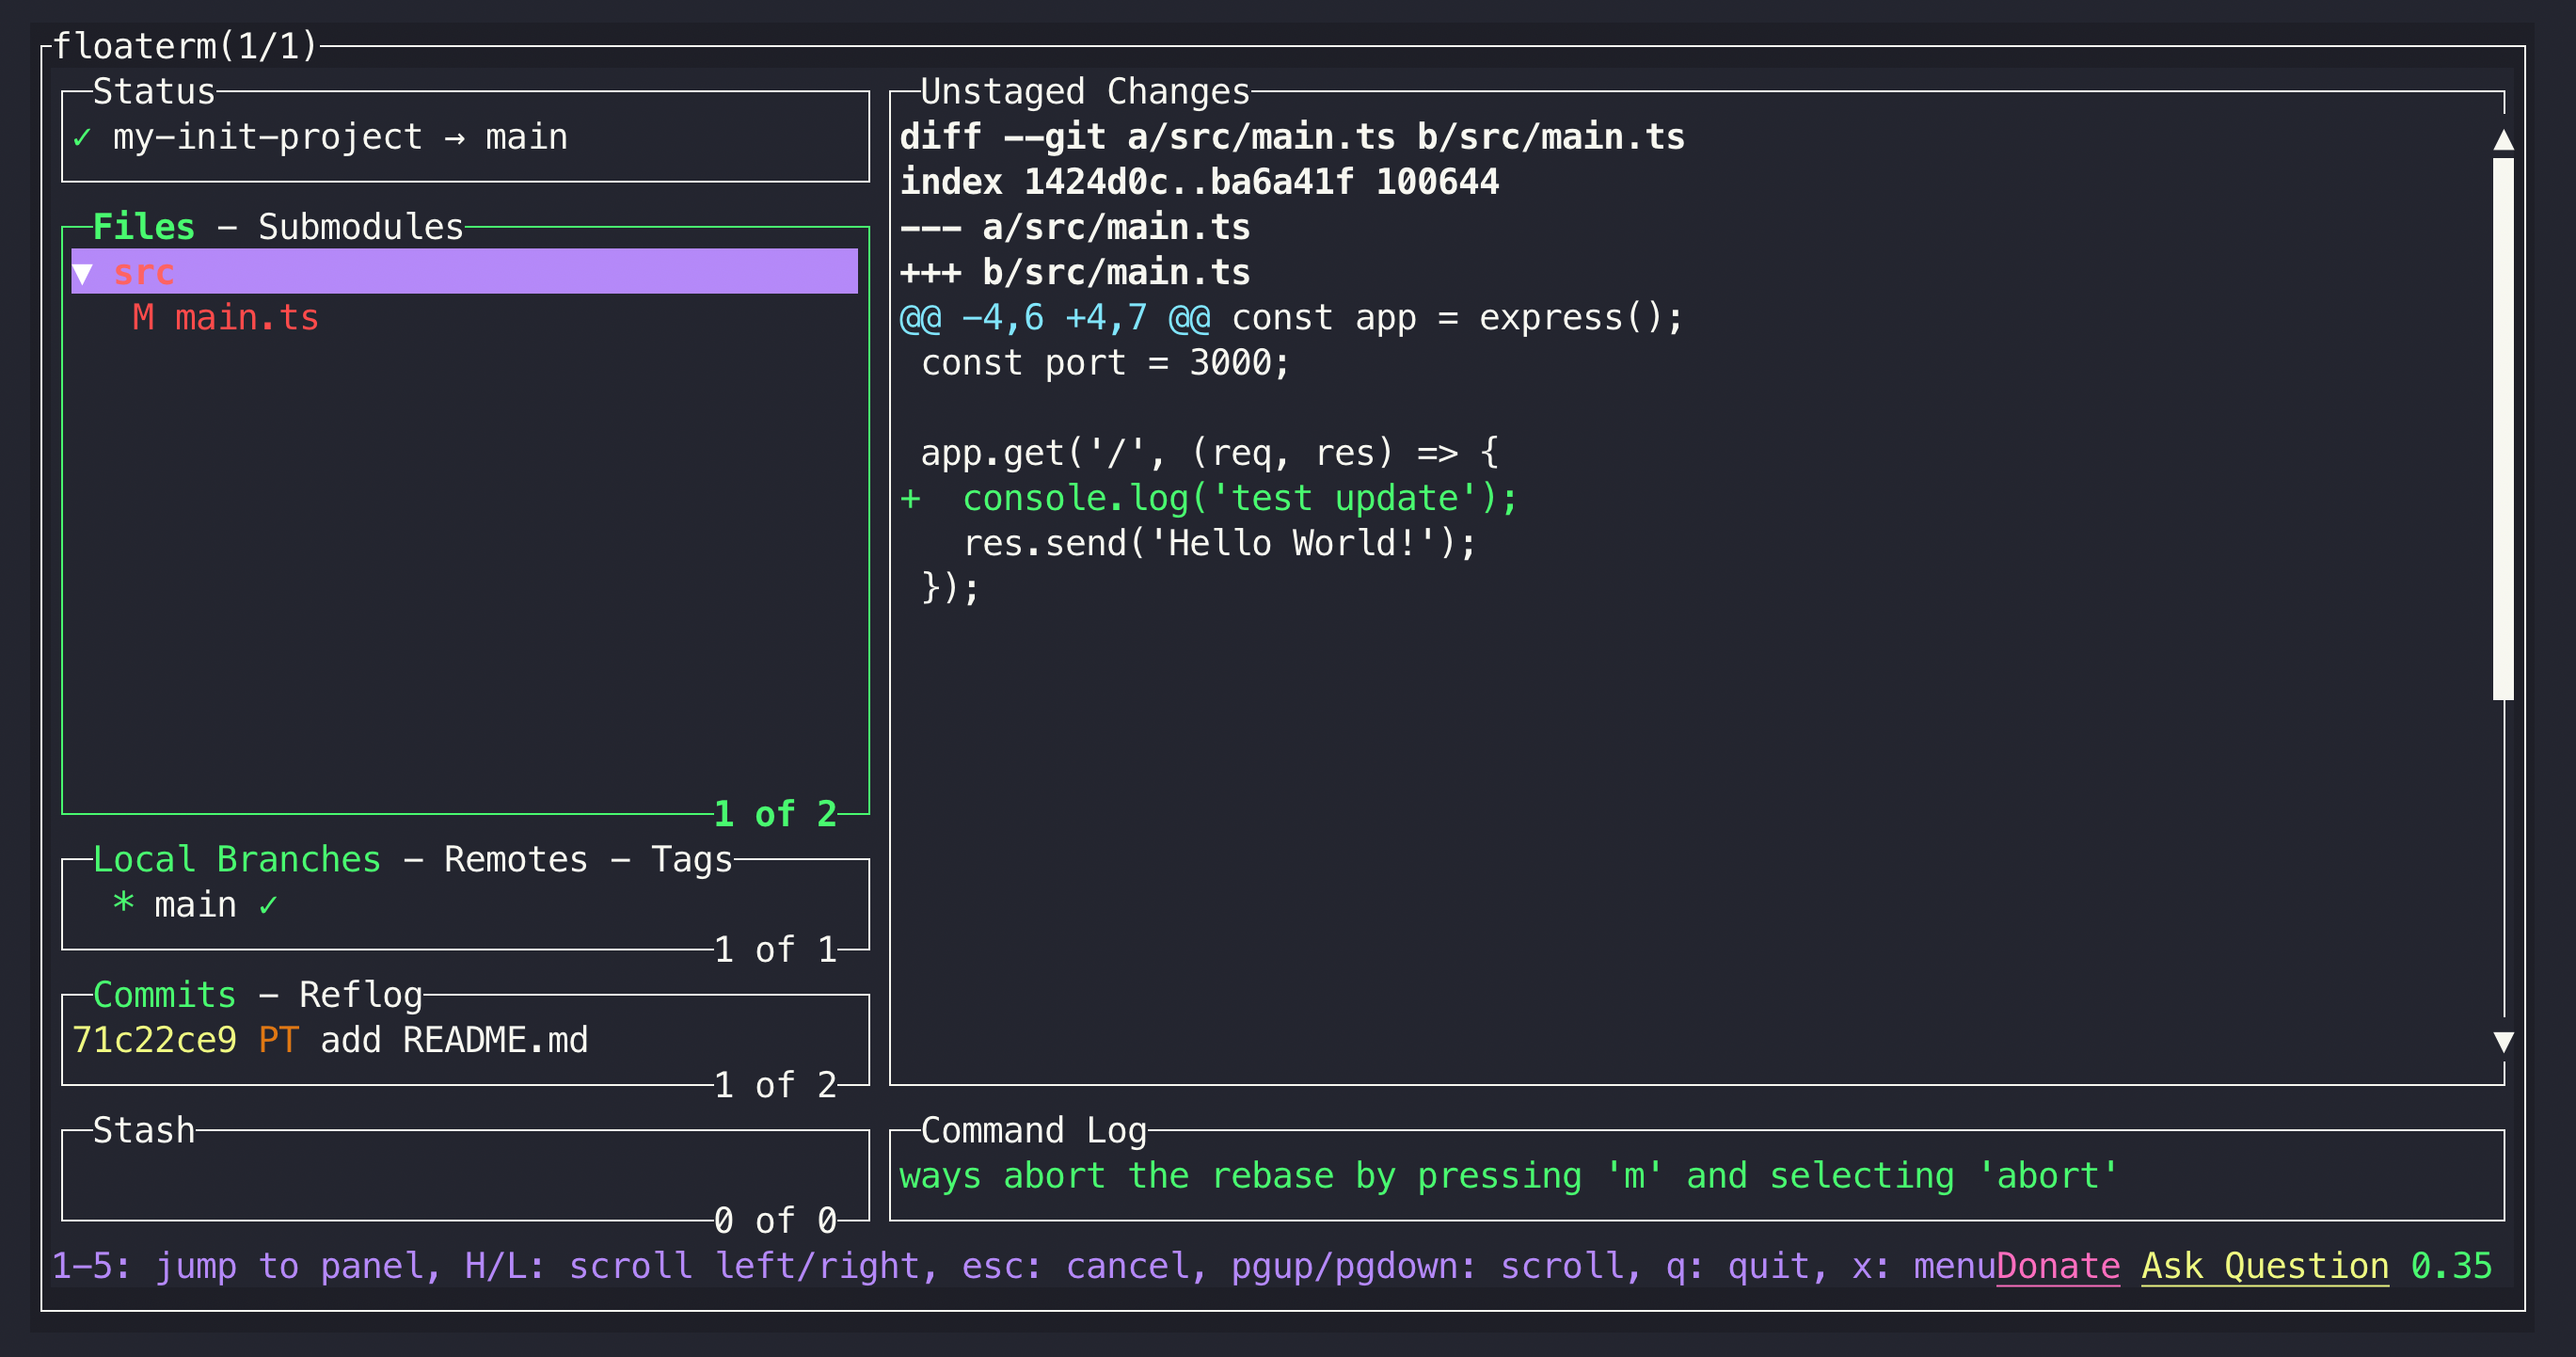 floaterm(1/1)
Status
✓ my-init-project → main
Files - Submodules
▼ src
M main.ts
1 of 2
Local Branches - Remotes - Tags
* main ✓
1 of 1
Commits - Reflog
71c22ce9 PT add README.md
1 of 2
Stash
0 of 0
Unstaged Changes
diff --git a/src/main.ts b/src/main.ts
index 1424d0c..ba6a41f 100644
--- a/src/main.ts
+++ b/src/main.ts
@@ -4,6 +4,7 @@ const app = express();
 const port = 3000;
 app.get('/', (req, res) => {
+  console.log('test update');
   res.send('Hello World!');
 });
Command Log
ways abort the rebase by pressing 'm' and selecting 'abort'
1-5: jump to panel, H/L: scroll left/right, esc: cancel, pgup/pgdown: scroll, q: quit, x: menuDonate Ask Question 0.35